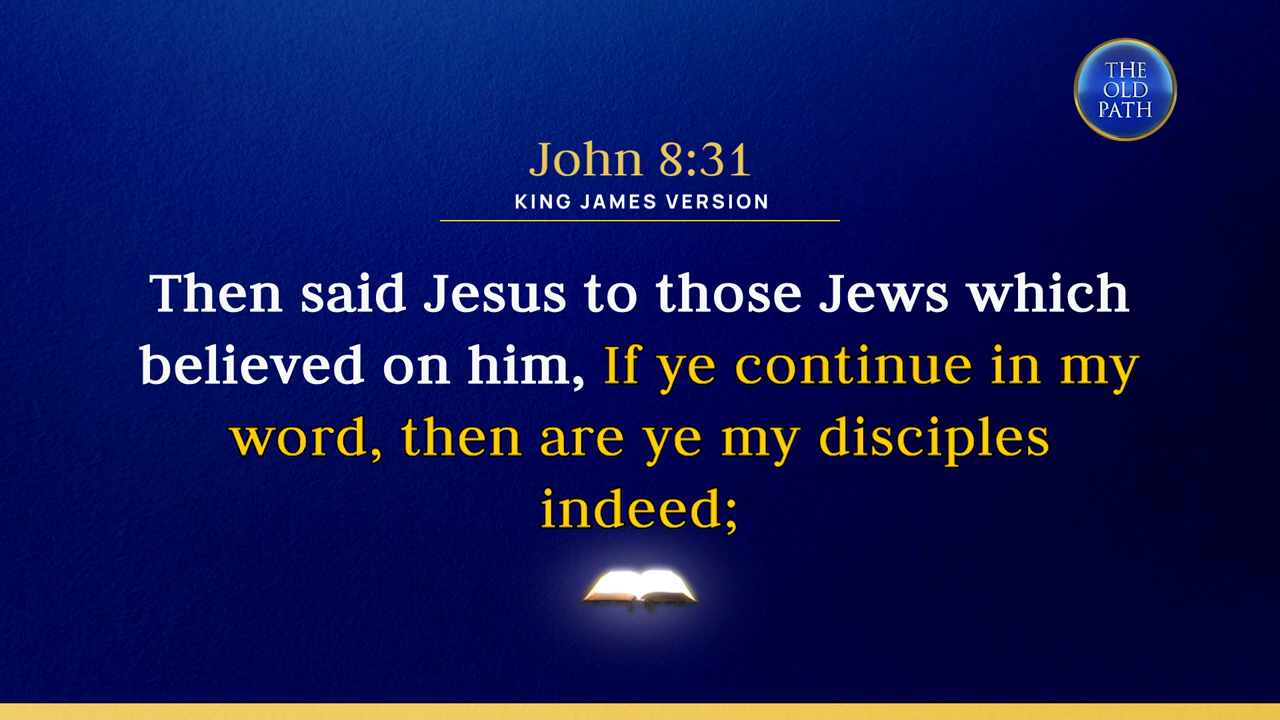 THE
OLD
PATH
John 8:31
KING JAMES VERSION
Then said Jesus to those Jews which
believed on him, If ye continue in my
word, then are ye my disciples
indeed;